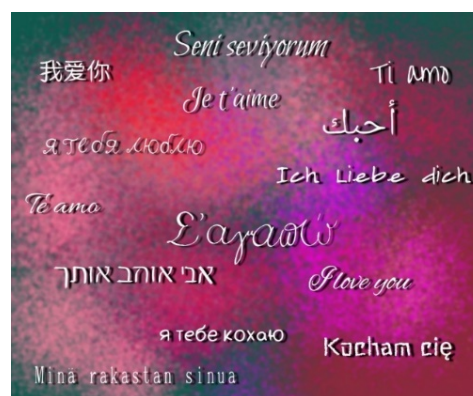 Seni seviyorum
我爱你
Ti amo
Je t'aime
أحبك
я тебя люблю
Ich Liebe dich
Te amo
Σ'αγαπώ
אני אוהב אותך
I love you
я тебе кохаю
Kocham cię
Minä rakastan sinua